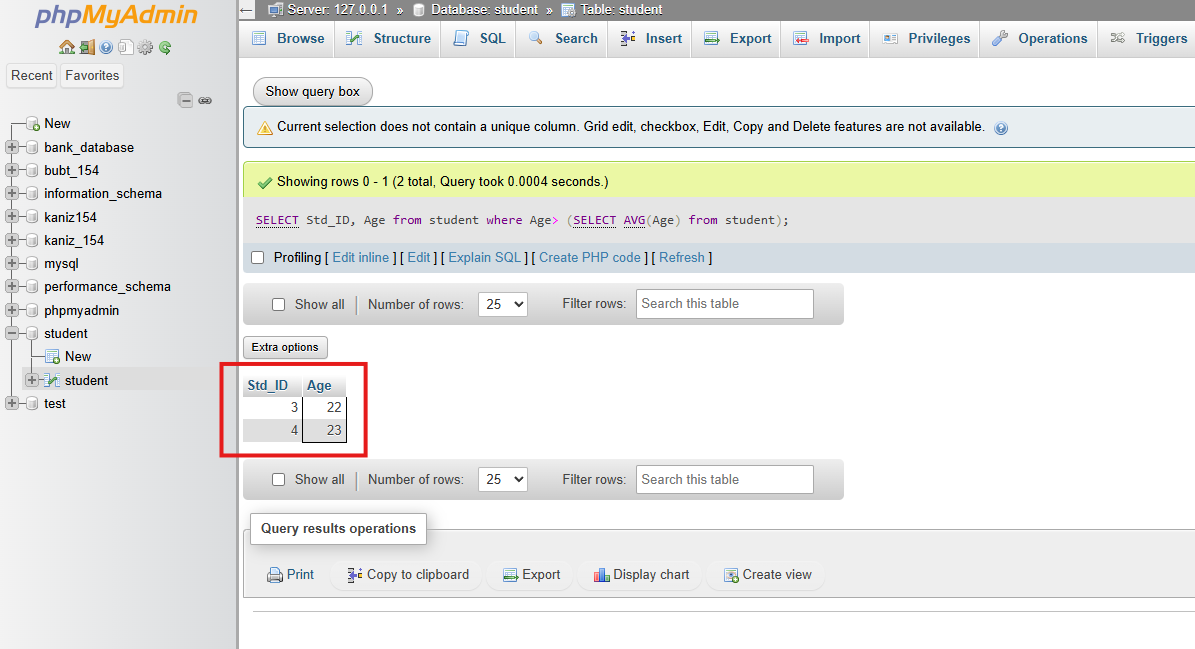 phpMyAdmin
Recent Favorites
New
bank_database
bubt_154
information_schema
kaniz154
kaniz_154
mysql
performance_schema
phpmyadmin
student
New
student
test
← Server: 127.0.0.1 » Database: student » Table: student
Browse Structure SQL Search Insert Export Import Privileges Operations Triggers
Show query box
Current selection does not contain a unique column. Grid edit, checkbox, Edit, Copy and Delete features are not available.
Showing rows 0 - 1 (2 total, Query took 0.0004 seconds.)
SELECT Std_ID, Age from student where Age> (SELECT AVG(Age) from student);
Profiling [ Edit inline ] [ Edit ] [ Explain SQL ] [ Create PHP code ] [ Refresh ]
Show all Number of rows: 25 Filter rows: Search this table
Extra options
Std_ID Age
3 22
4 23
Show all Number of rows: 25 Filter rows: Search this table
Query results operations
Print Copy to clipboard Export Display chart Create view